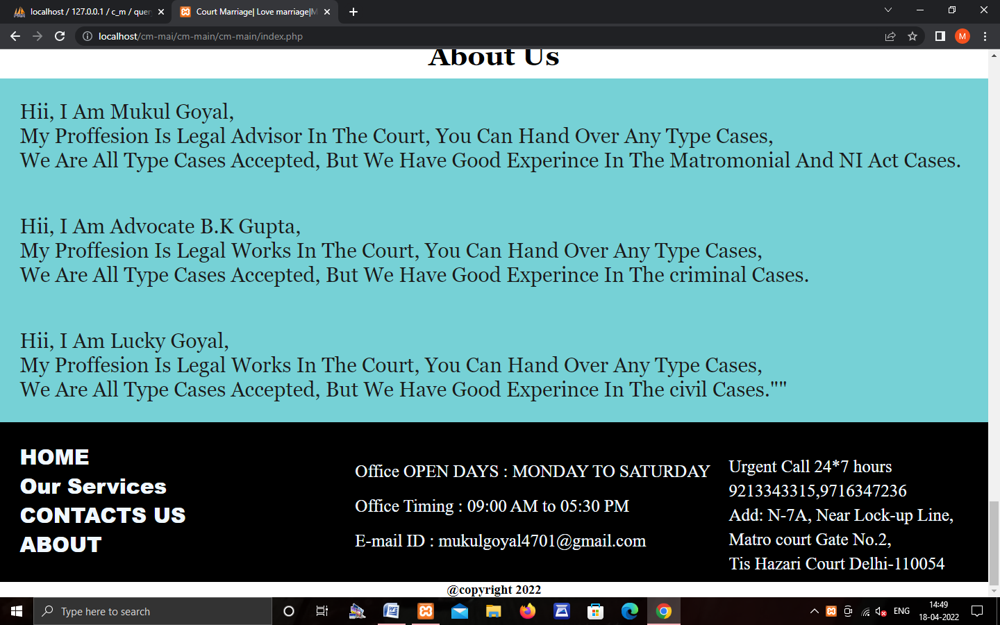 localhost / 127.0.0.1 / c_m / quer
Court Marriage| Love marriage|M
localhost/cm-mai/cm-main/cm-main/index.php
M
About Us
Hii, I Am Mukul Goyal,
My Proffesion Is Legal Advisor In The Court, You Can Hand Over Any Type Cases,
We Are All Type Cases Accepted, But We Have Good Experince In The Matromonial And NI Act Cases.
Hii, I Am Advocate B.K Gupta,
My Proffesion Is Legal Works In The Court, You Can Hand Over Any Type Cases,
We Are All Type Cases Accepted, But We Have Good Experince In The criminal Cases.
Hii, I Am Lucky Goyal,
My Proffesion Is Legal Works In The Court, You Can Hand Over Any Type Cases,
We Are All Type Cases Accepted, But We Have Good Experince In The civil Cases.""
HOME
Our Services
CONTACTS US
ABOUT
Office OPEN DAYS : MONDAY TO SATURDAY
Office Timing : 09:00 AM to 05:30 PM
E-mail ID : mukulgoyal4701@gmail.com
Urgent Call 24*7 hours
9213343315,9716347236
Add: N-7A, Near Lock-up Line,
Matro court Gate No.2,
Tis Hazari Court Delhi-110054
@copyright 2022
Type here to search
ENG
14:49
18-04-2022